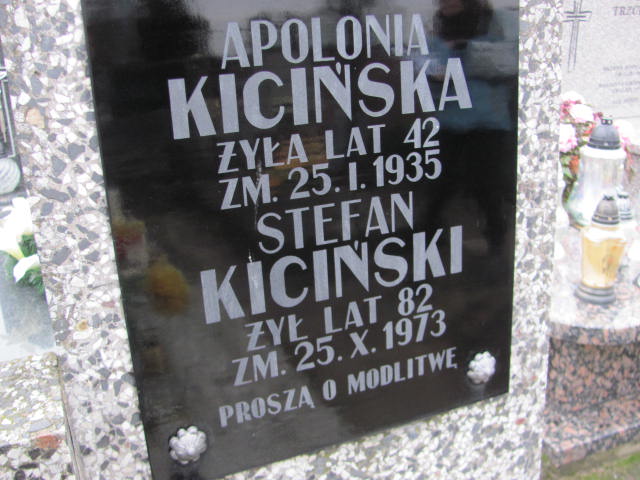 APOLONIA
KICIŃSKA
ŻYŁA LAT 42
ZM. 25. I. 1935
STEFAN
KICIŃSKI
ŻYŁ LAT 82
ZM. 25. X. 1973
PROSZĄ O MODLITWĘ